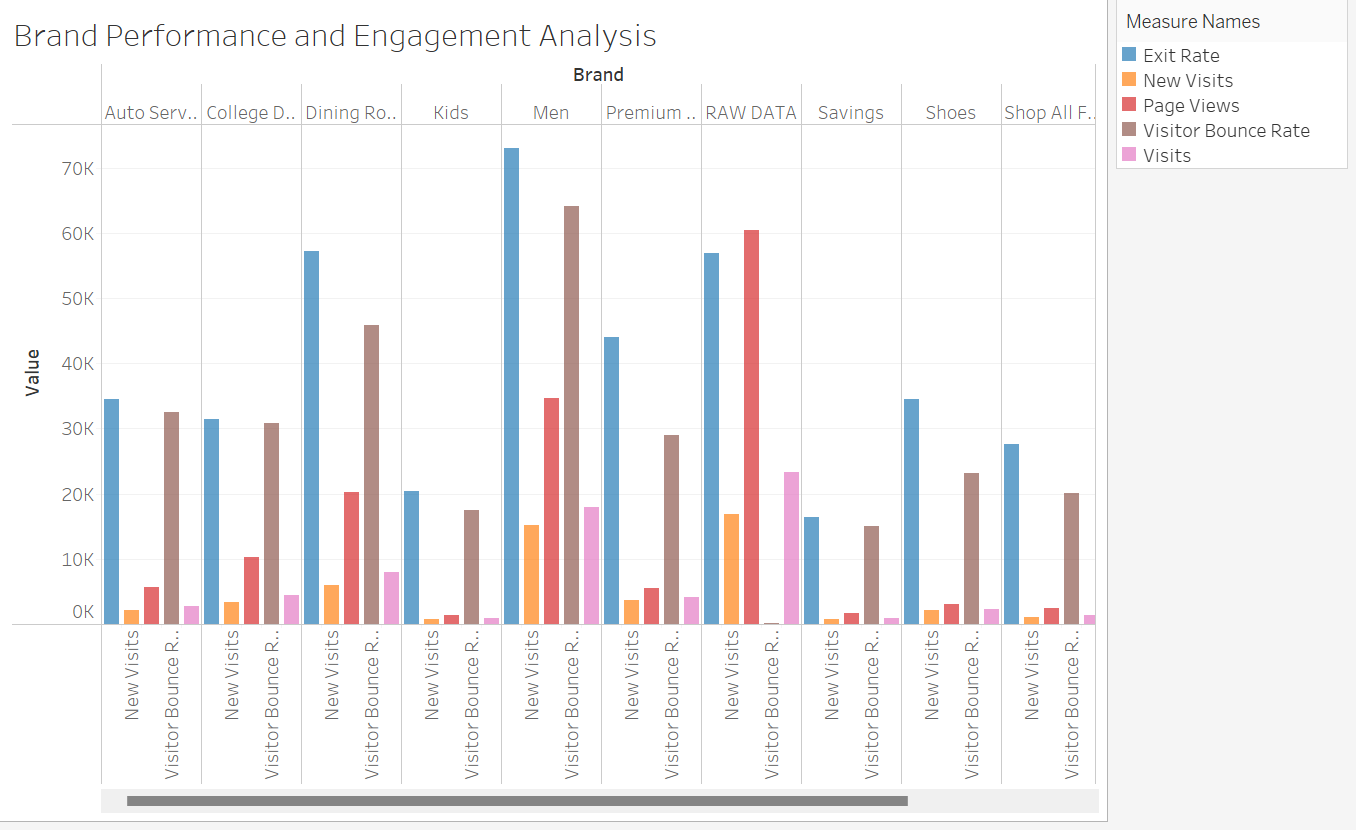 Brand Performance and Engagement Analysis
Brand
Auto Serv.. College D.. Dining Ro.. Kids Men Premium .. RAW DATA Savings Shoes Shop All F..
70K
60K
50K
40K
30K
20K
10K
0K
Value
New Visits
Visitor Bounce R..
New Visits
Visitor Bounce R..
New Visits
Visitor Bounce R..
New Visits
Visitor Bounce R..
New Visits
Visitor Bounce R..
New Visits
Visitor Bounce R..
New Visits
Visitor Bounce R..
New Visits
Visitor Bounce R..
New Visits
Visitor Bounce R..
New Visits
Visitor Bounce R..
Measure Names
Exit Rate
New Visits
Page Views
Visitor Bounce Rate
Visits